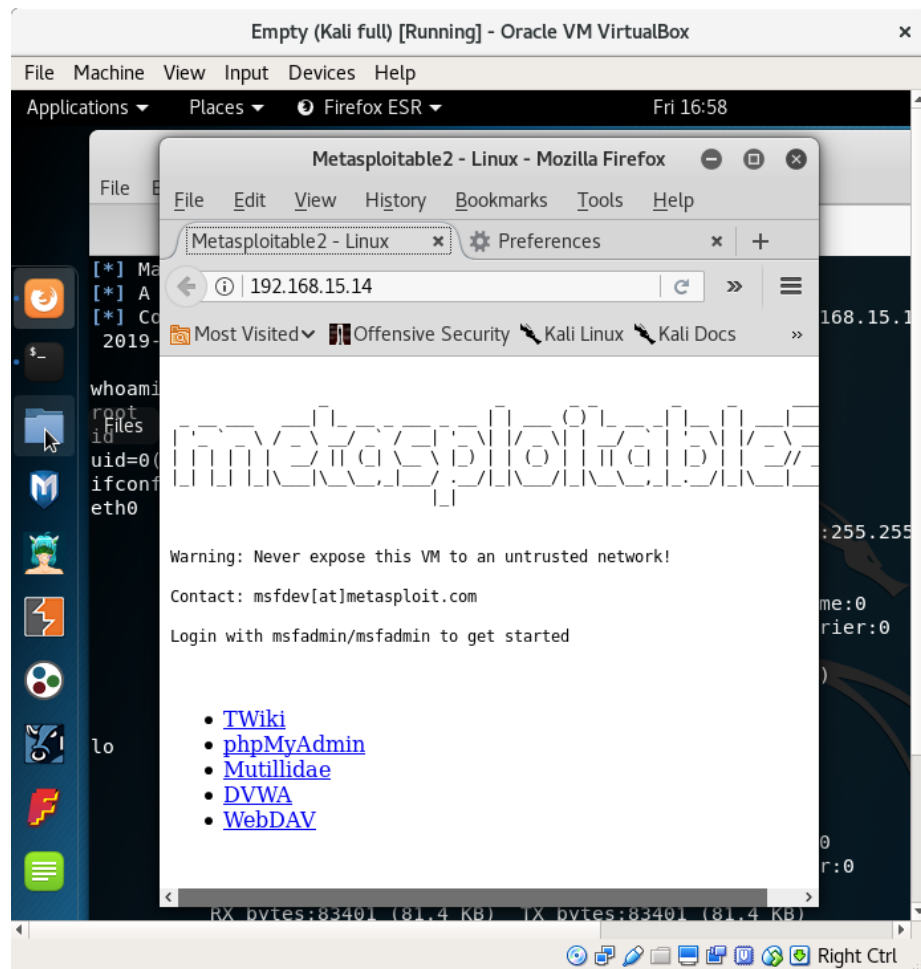 Empty (Kali full) [Running] - Oracle VM VirtualBox
File Machine View Input Devices Help
Applications Places Firefox ESR Fri 16:58
Metasploitable2 - Linux - Mozilla Firefox
File
File Edit View History Bookmarks Tools Help
Metasploitable2 - Linux Preferences
[*] Ma
[*] A
192.168.15.14
[*] Co 168.15.1
2019-
Most Visited Offensive Security Kali Linux Kali Docs
$_
whoami
root
Files
id
uid=0(
ifconf
eth0
metasploitable2
:255.255
Warning: Never expose this VM to an untrusted network!
Contact: msfdev[at]metasploit.com
me:0
rier:0
Login with msfadmin/msfadmin to get started
)
TWiki
phpMyAdmin
lo
Mutillidae
DVWA
WebDAV
0
r:0
RX bytes:83401 (81.4 KB) TX bytes:83401 (81.4 KB)
Right Ctrl